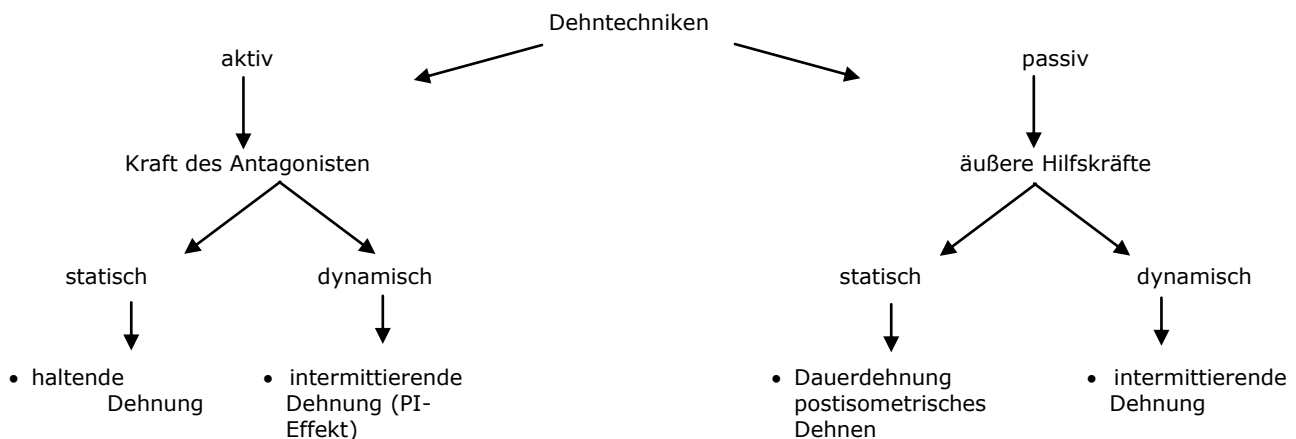 Dehntechniken
aktiv
passiv
Kraft des Antagonisten
äußere Hilfskräfte
statisch
dynamisch
statisch
dynamisch
• haltende
Dehnung
• intermittierende
Dehnung (PI-
Effekt)
• Dauerdehnung
postisometrisches
Dehnen
• intermittierende
Dehnung